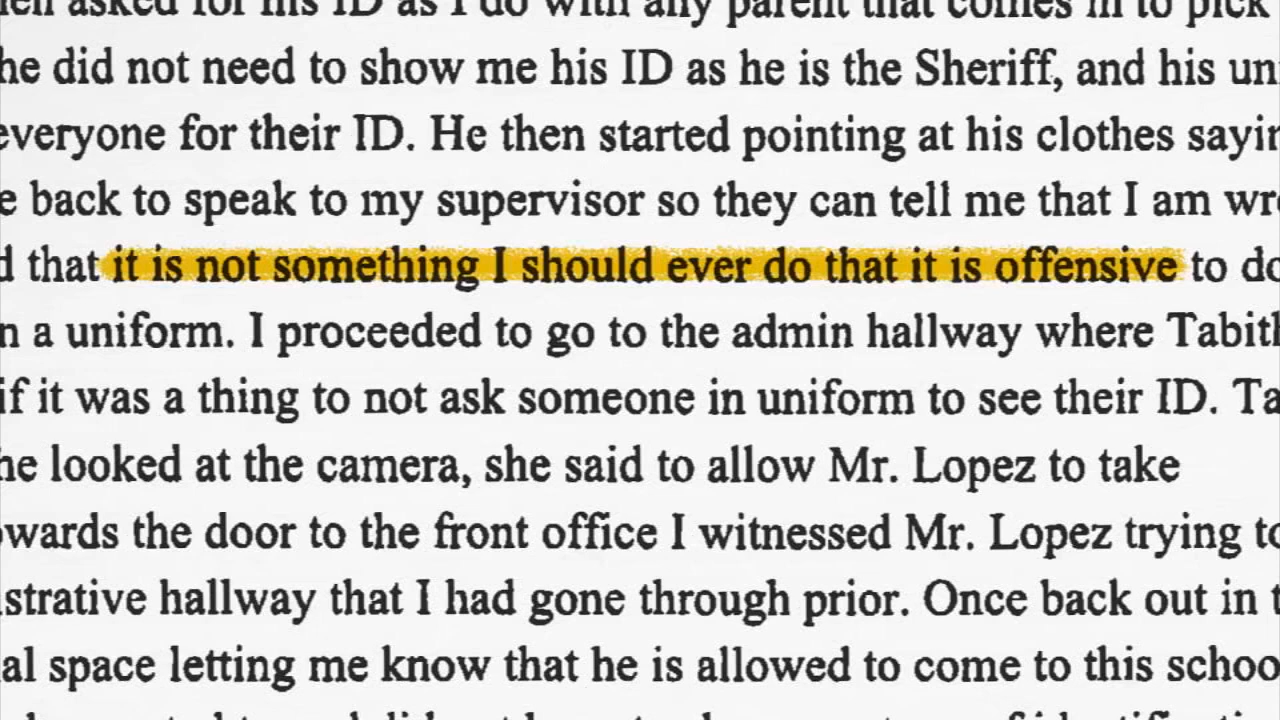 asked for his ID as I do with any parent that comes in to pick
he did not need to show me his ID as he is the Sheriff, and his
everyone for their ID. He then started pointing at his clothes
back to speak to my supervisor so they can tell me that I am
that it is not something I should ever do that it is offensive to
a uniform. I proceeded to go to the admin hallway where
if it was a thing to not ask someone in uniform to see their ID.
he looked at the camera, she said to allow Mr. Lopez to take
the door to the front office I witnessed Mr. Lopez trying
hallway that I had gone through prior. Once back out in
space letting me know that he is allowed to come to this